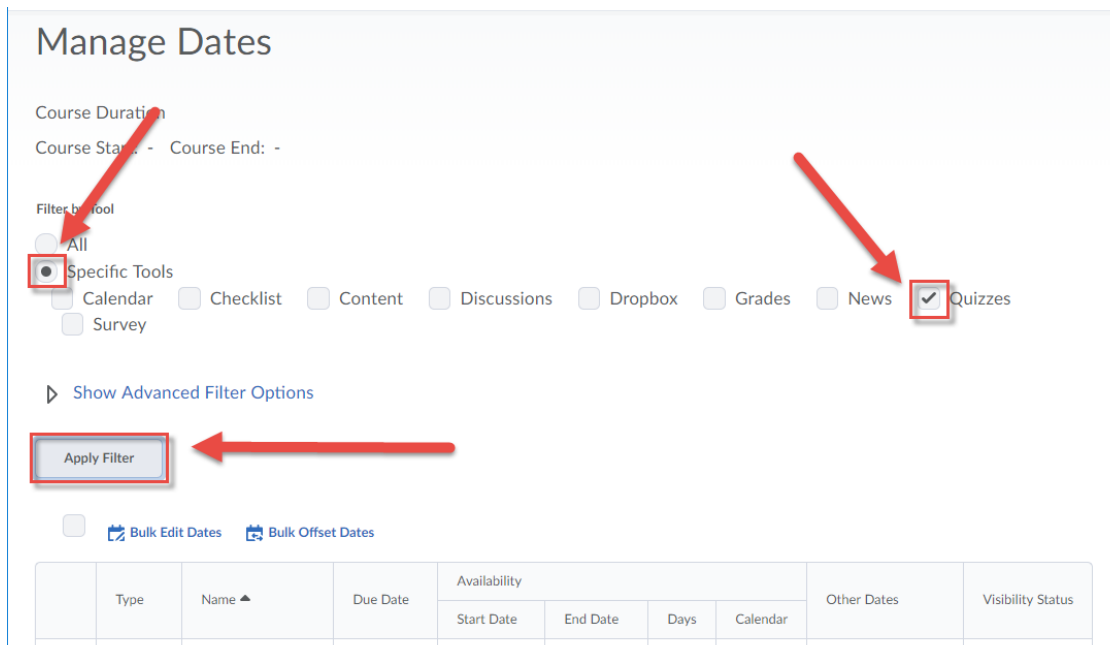 Manage Dates
Course Duration
Course Start: - Course End: -
Filter by Tool
All
Specific Tools
Calendar Checklist Content Discussions Dropbox Grades News Quizzes
Survey
Show Advanced Filter Options
Apply Filter
Bulk Edit Dates Bulk Offset Dates
Availability
Type Name Due Date Other Dates Visibility Status
Start Date End Date Days Calendar